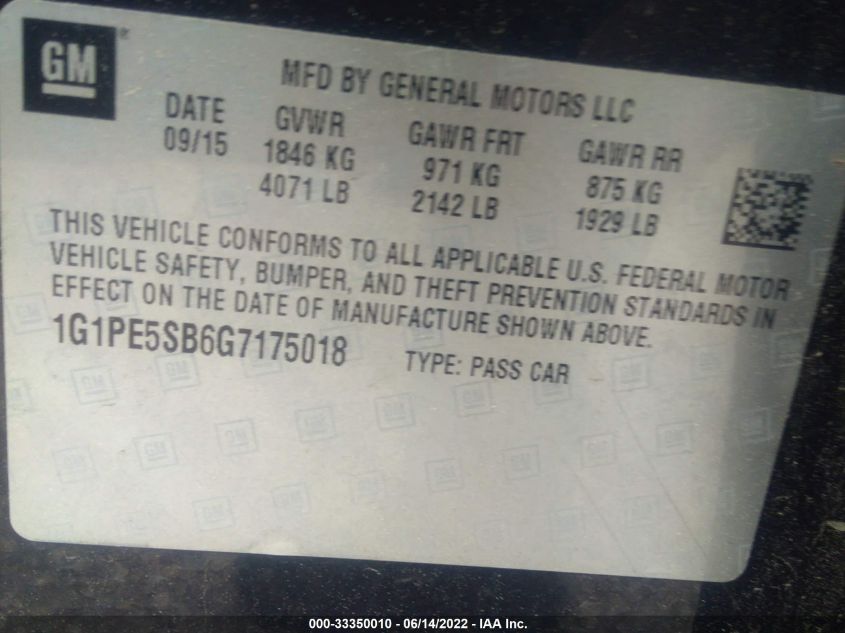 GM®
MFD BY GENERAL MOTORS LLC
DATE GVWR GAWR FRT GAWR RR
09/15 1846 KG 971 KG 875 KG
4071 LB 2142 LB 1929 LB
THIS VEHICLE CONFORMS TO ALL APPLICABLE U.S. FEDERAL MOTOR
VEHICLE SAFETY, BUMPER, AND THEFT PREVENTION STANDARDS IN
EFFECT ON THE DATE OF MANUFACTURE SHOWN ABOVE.
1G1PE5SB6G7175018 TYPE: PASS CAR
000-33350010 - 06/14/2022 - IAA Inc.